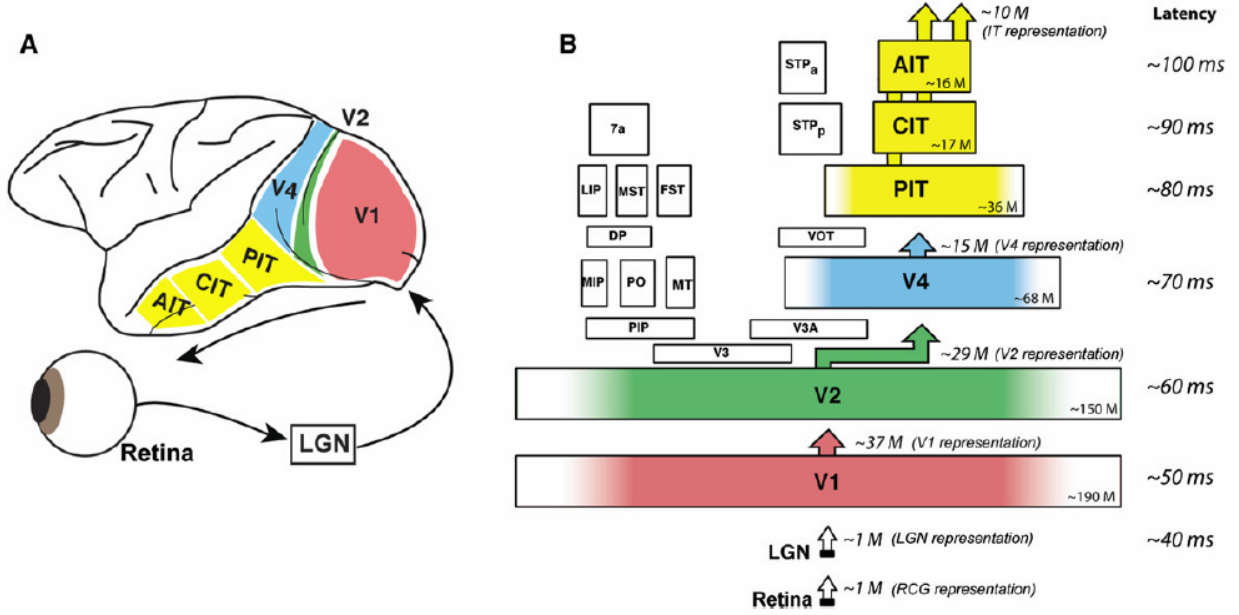 A
V2
V4
V1
PIT
CIT
AIT
Retina
LGN
B
Latency
~10 M
(IT representation)
STPa
AIT
~16 M
~100 ms
7a
STPp
CIT
~17 M
~90 ms
LIP
MST
FST
PIT
~36 M
~80 ms
DP
VOT
~15 M (V4 representation)
MIP
PO
MT
V4
~68 M
~70 ms
PIP
V3A
V3
~29 M (V2 representation)
V2
~150 M
~60 ms
~37 M (V1 representation)
V1
~190 M
~50 ms
LGN
~1 M (LGN representation)
~40 ms
Retina
~1 M (RCG representation)